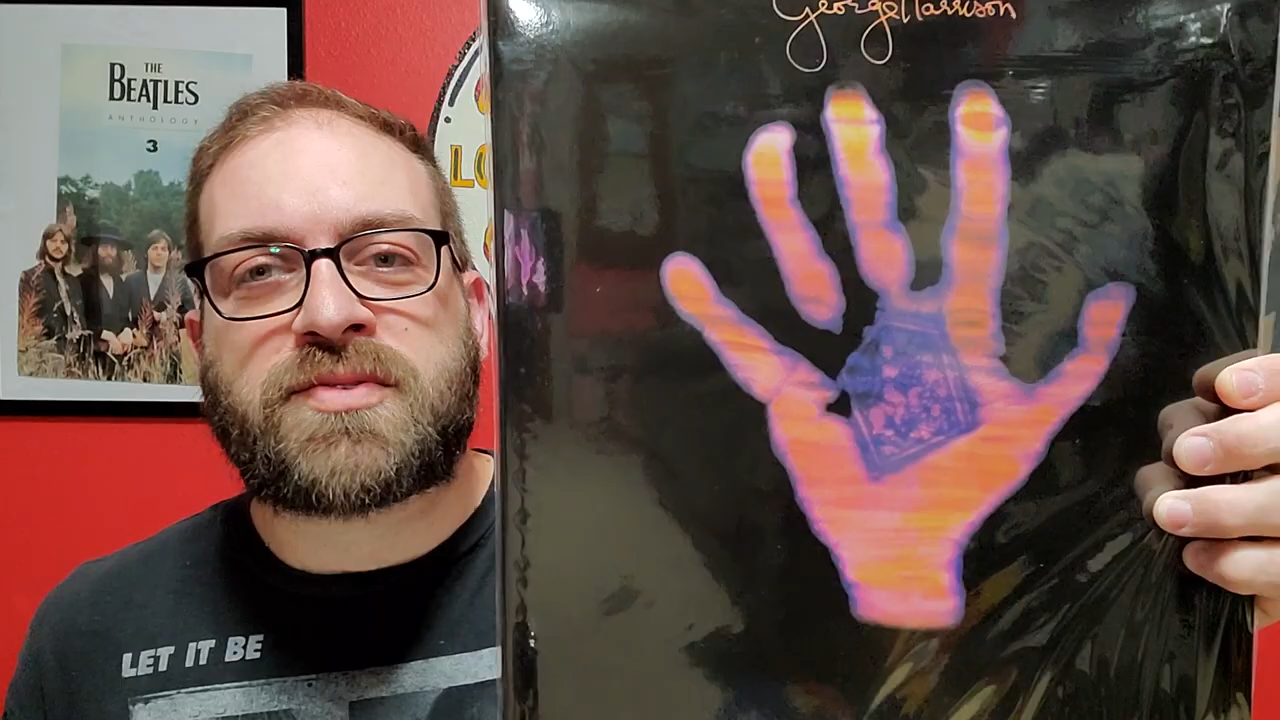 THE
BEATLES
ANTHOLOGY
3
George Harrison
LET IT BE